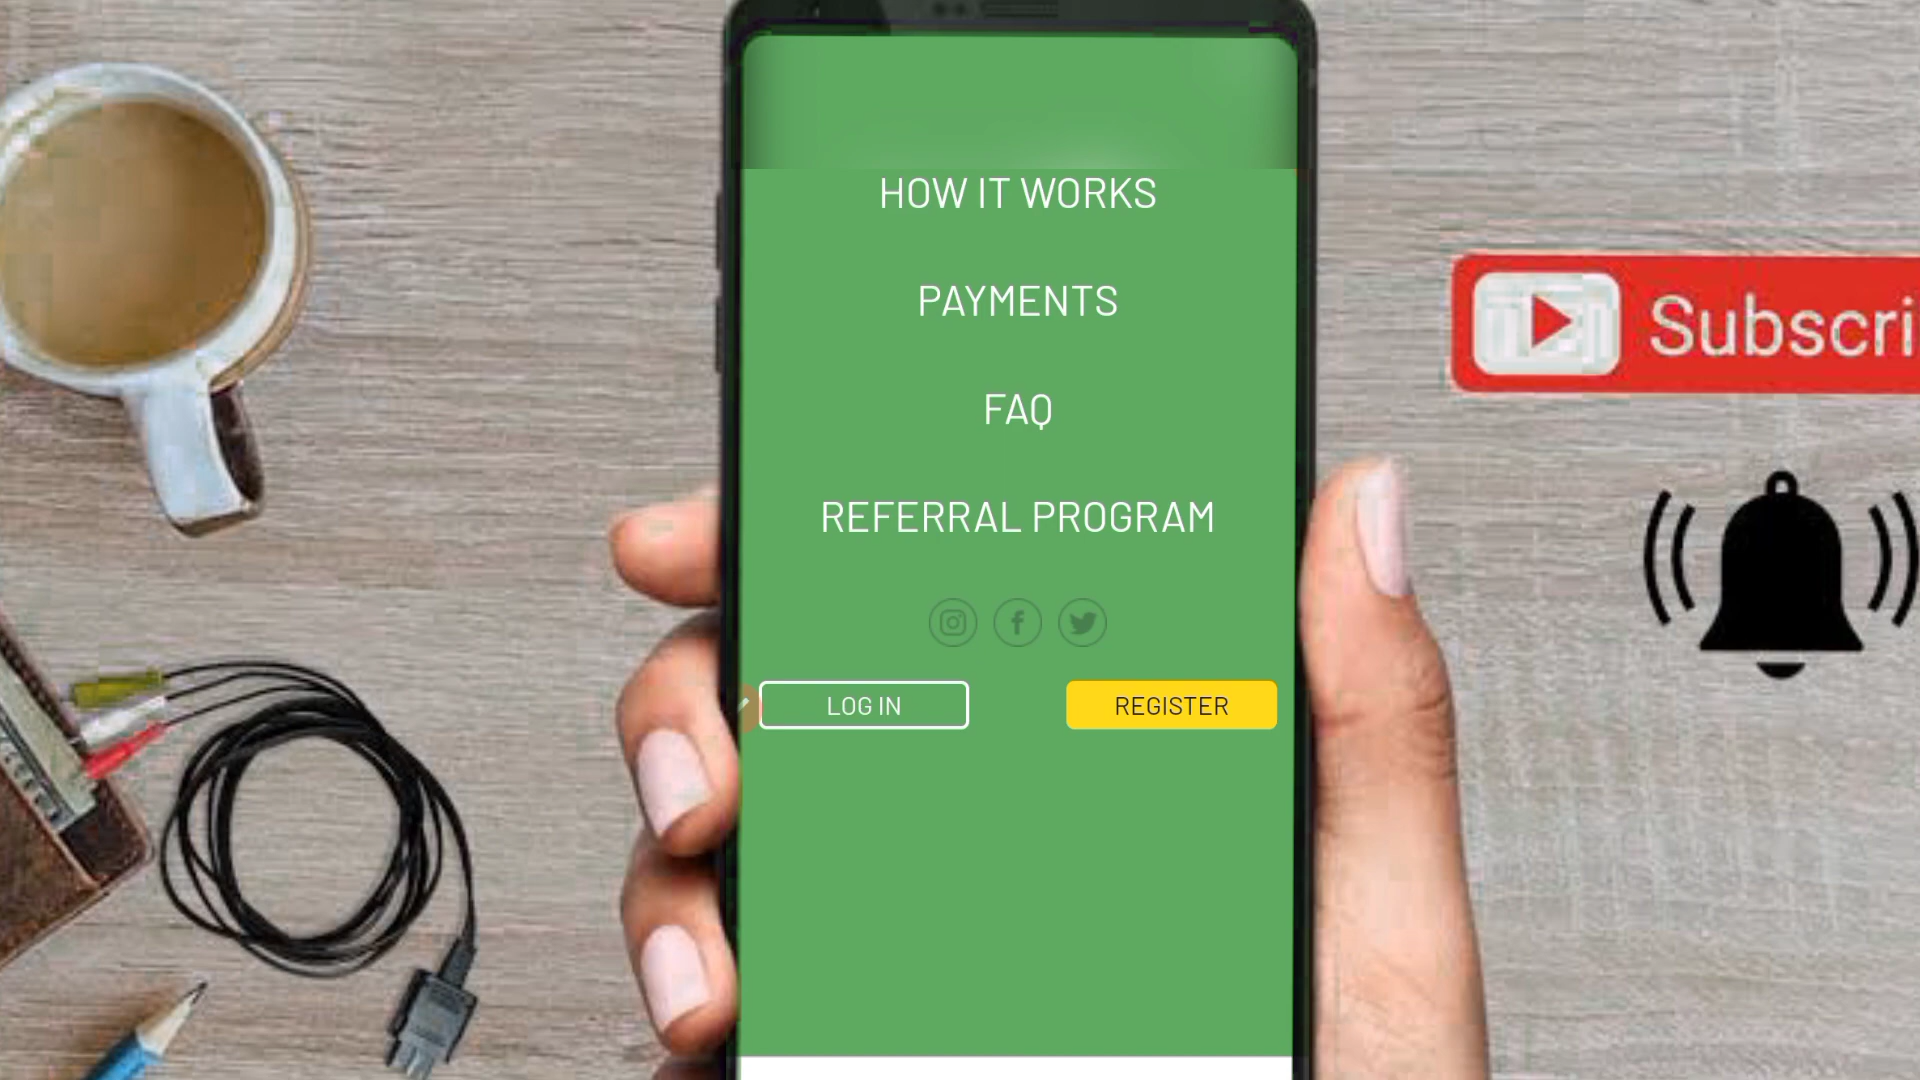 HOW IT WORKS
PAYMENTS
FAQ
REFERRAL PROGRAM
LOG IN
REGISTER
Subscri